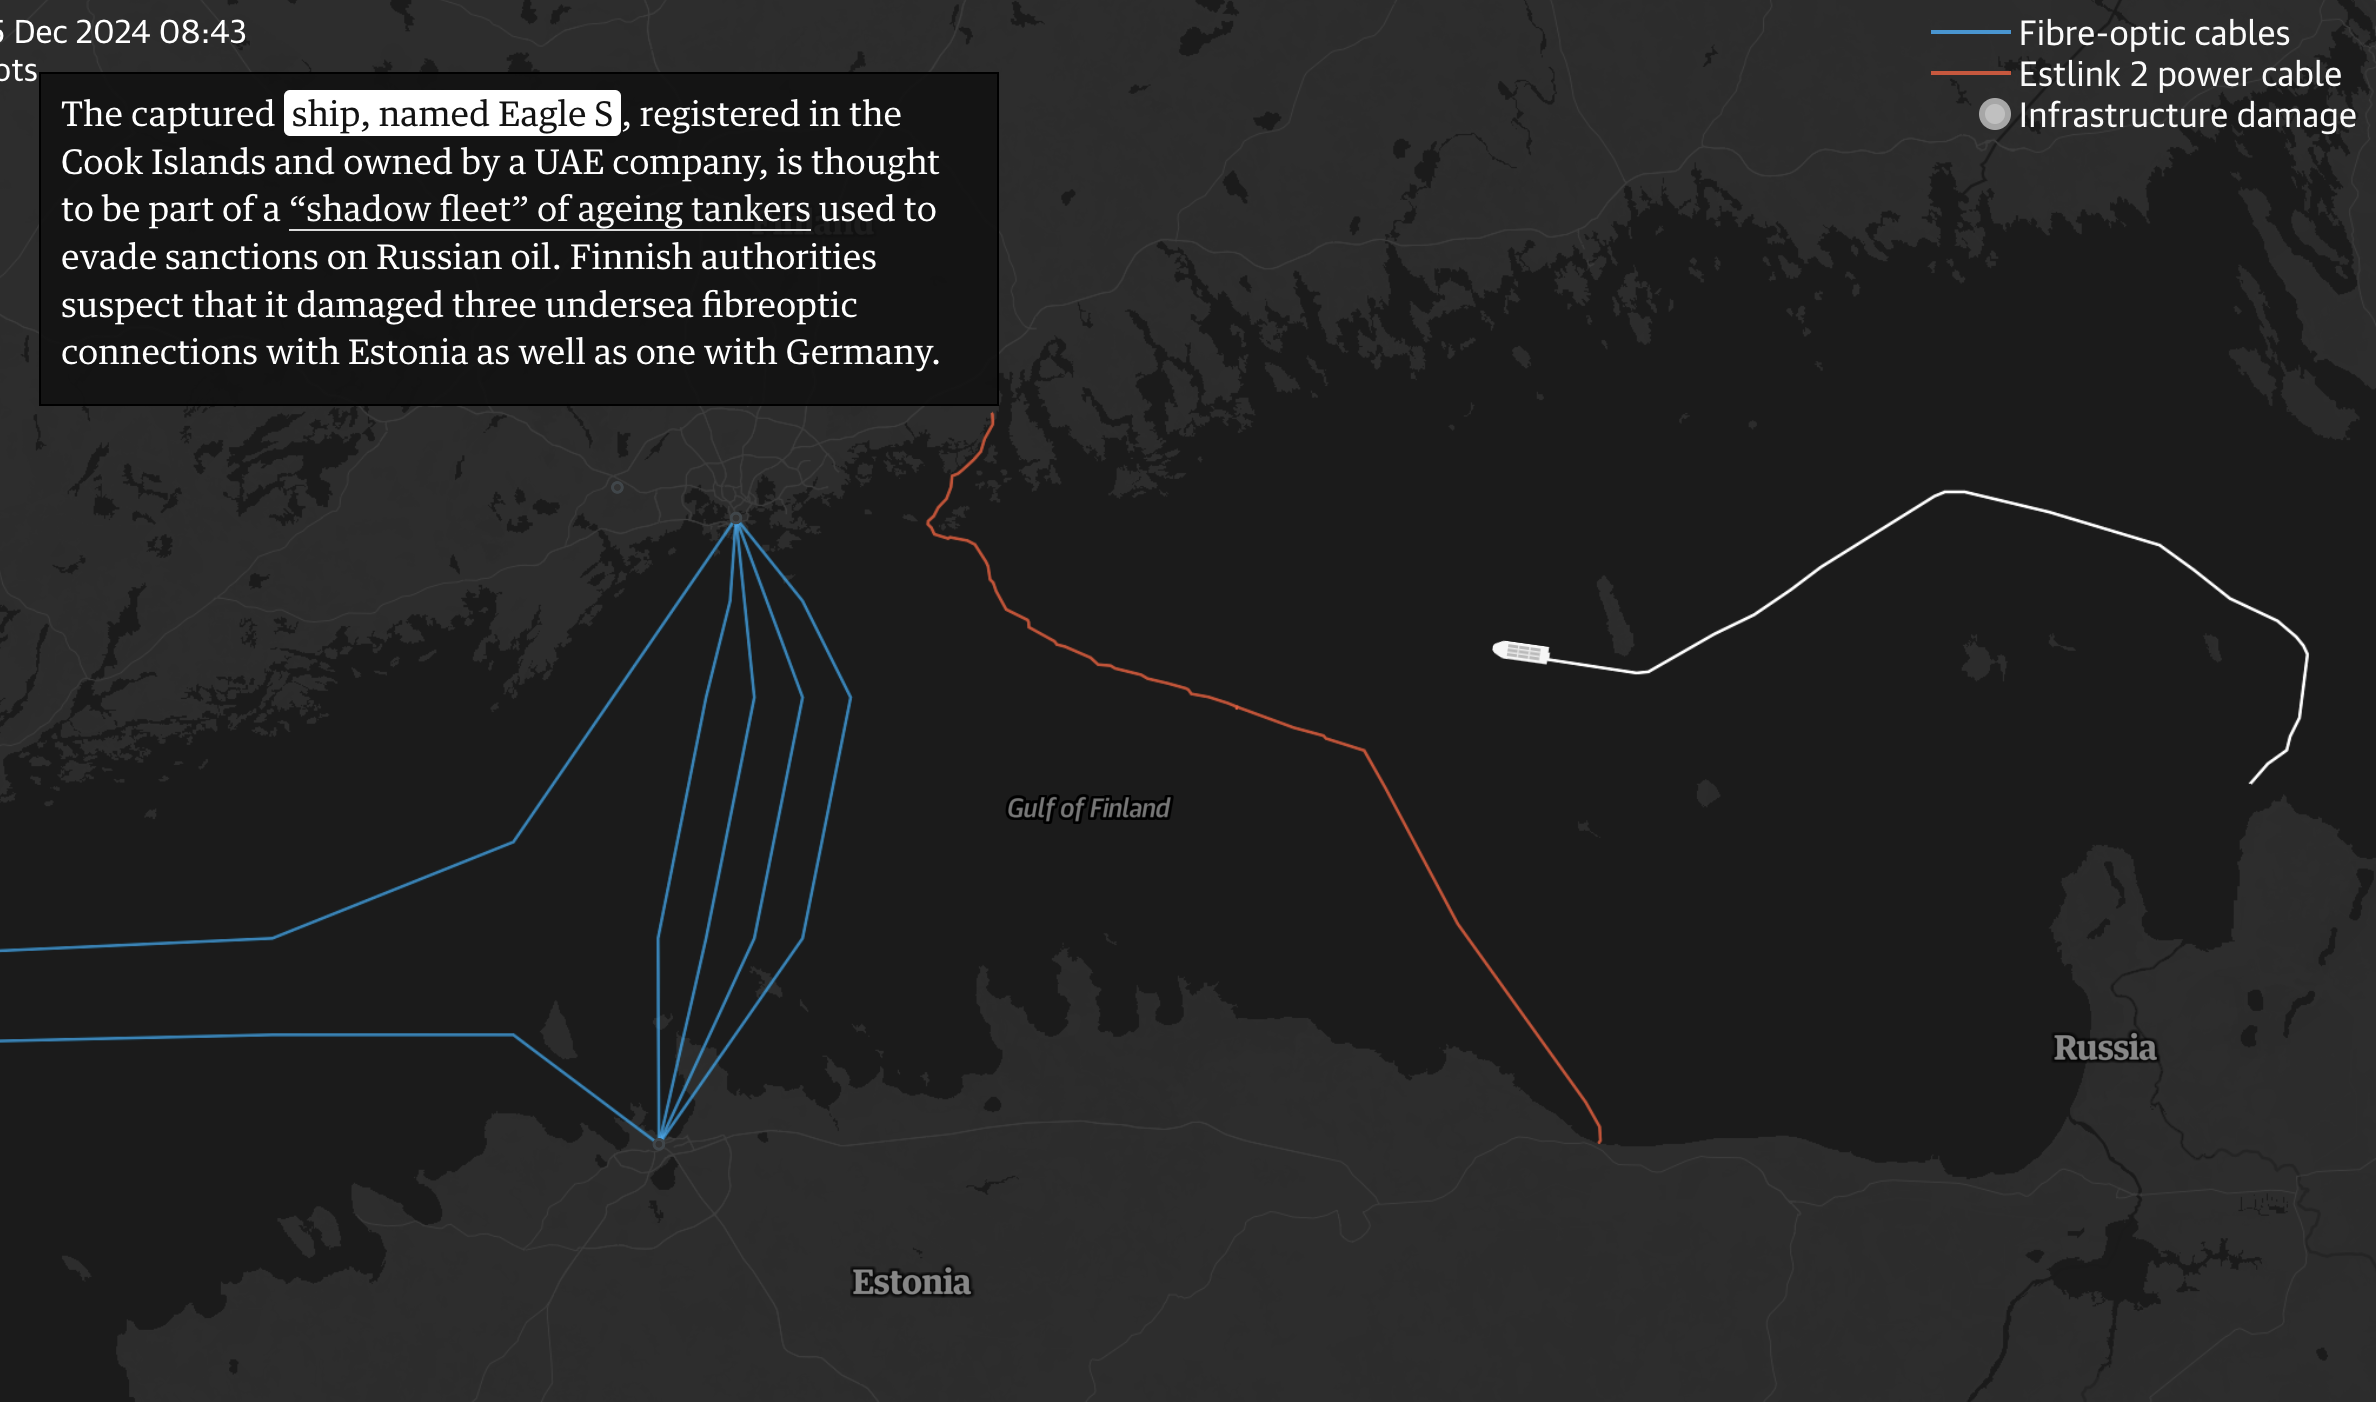 5 Dec 2024 08:43
ots
Fibre-optic cables
Estlink 2 power cable
Infrastructure damage
The captured ship, named Eagle S, registered in the
Cook Islands and owned by a UAE company, is thought
to be part of a “shadow fleet” of ageing tankers used to
evade sanctions on Russian oil. Finnish authorities
suspect that it damaged three undersea fibreoptic
connections with Estonia as well as one with Germany.
Finland
Gulf of Finland
Russia
Estonia